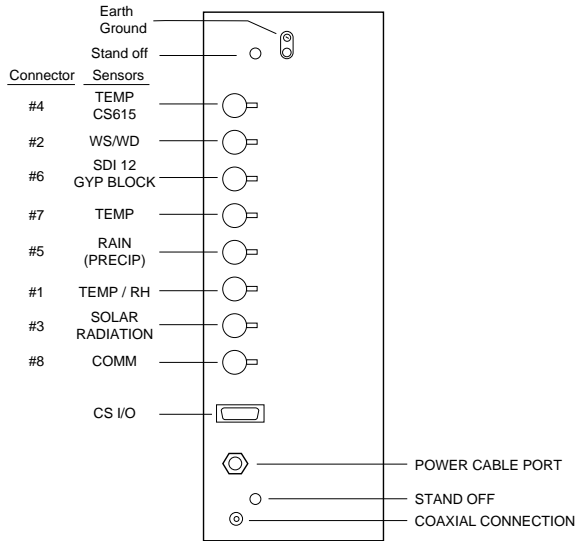 Earth
Ground
Stand off
Connector Sensors
#4 TEMP
CS615
#2 WS/WD
#6 SDI 12
GYP BLOCK
#7 TEMP
#5 RAIN
(PRECIP)
#1 TEMP / RH
#3 SOLAR
RADIATION
#8 COMM
CS I/O
POWER CABLE PORT
STAND OFF
COAXIAL CONNECTION